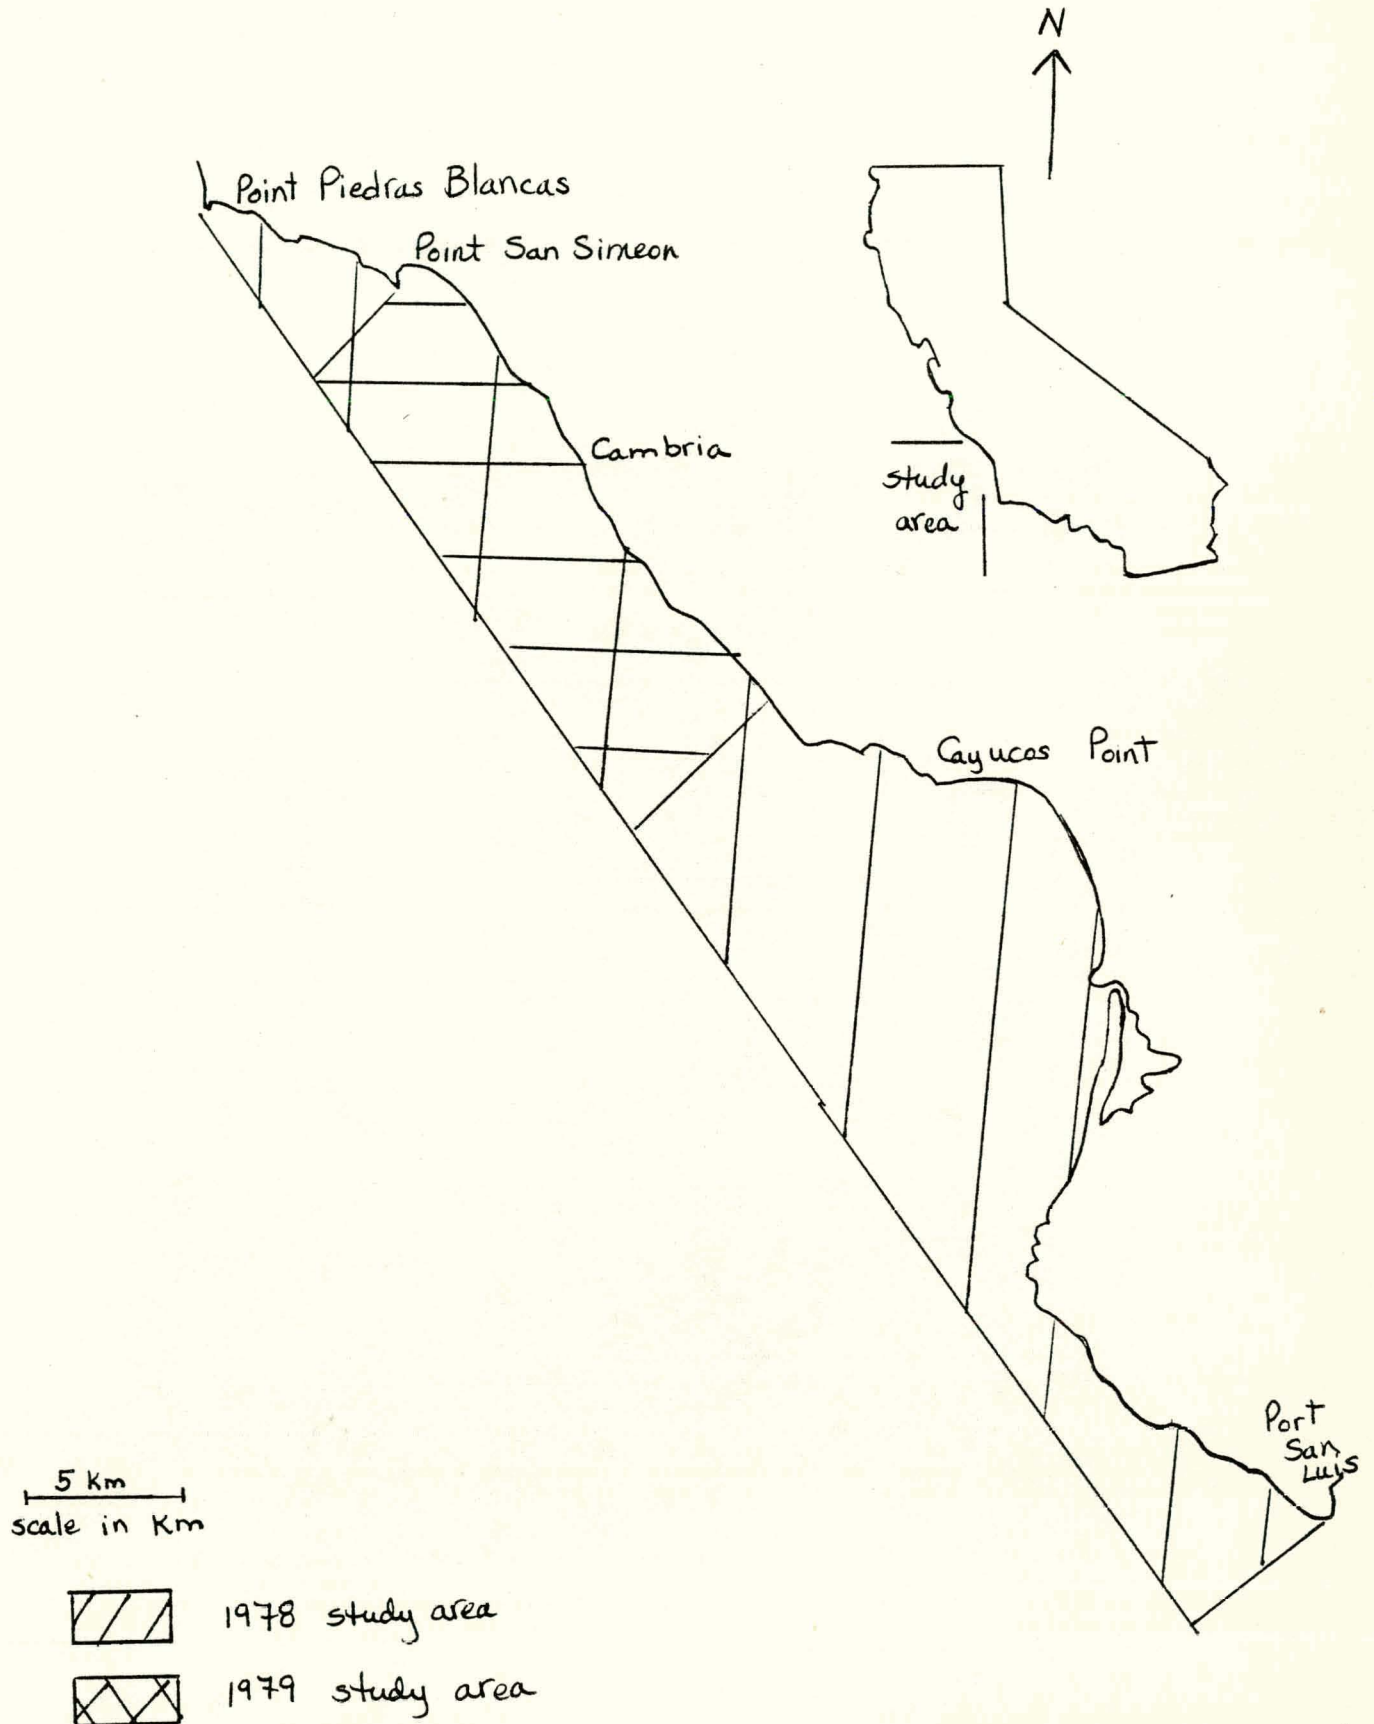 N
Point Piedras Blancas
Point San Simeon
Cambria
study
area
Cayucos Point
Port
San
Luis
5 Km
scale in Km
1978 study area
1979 study area